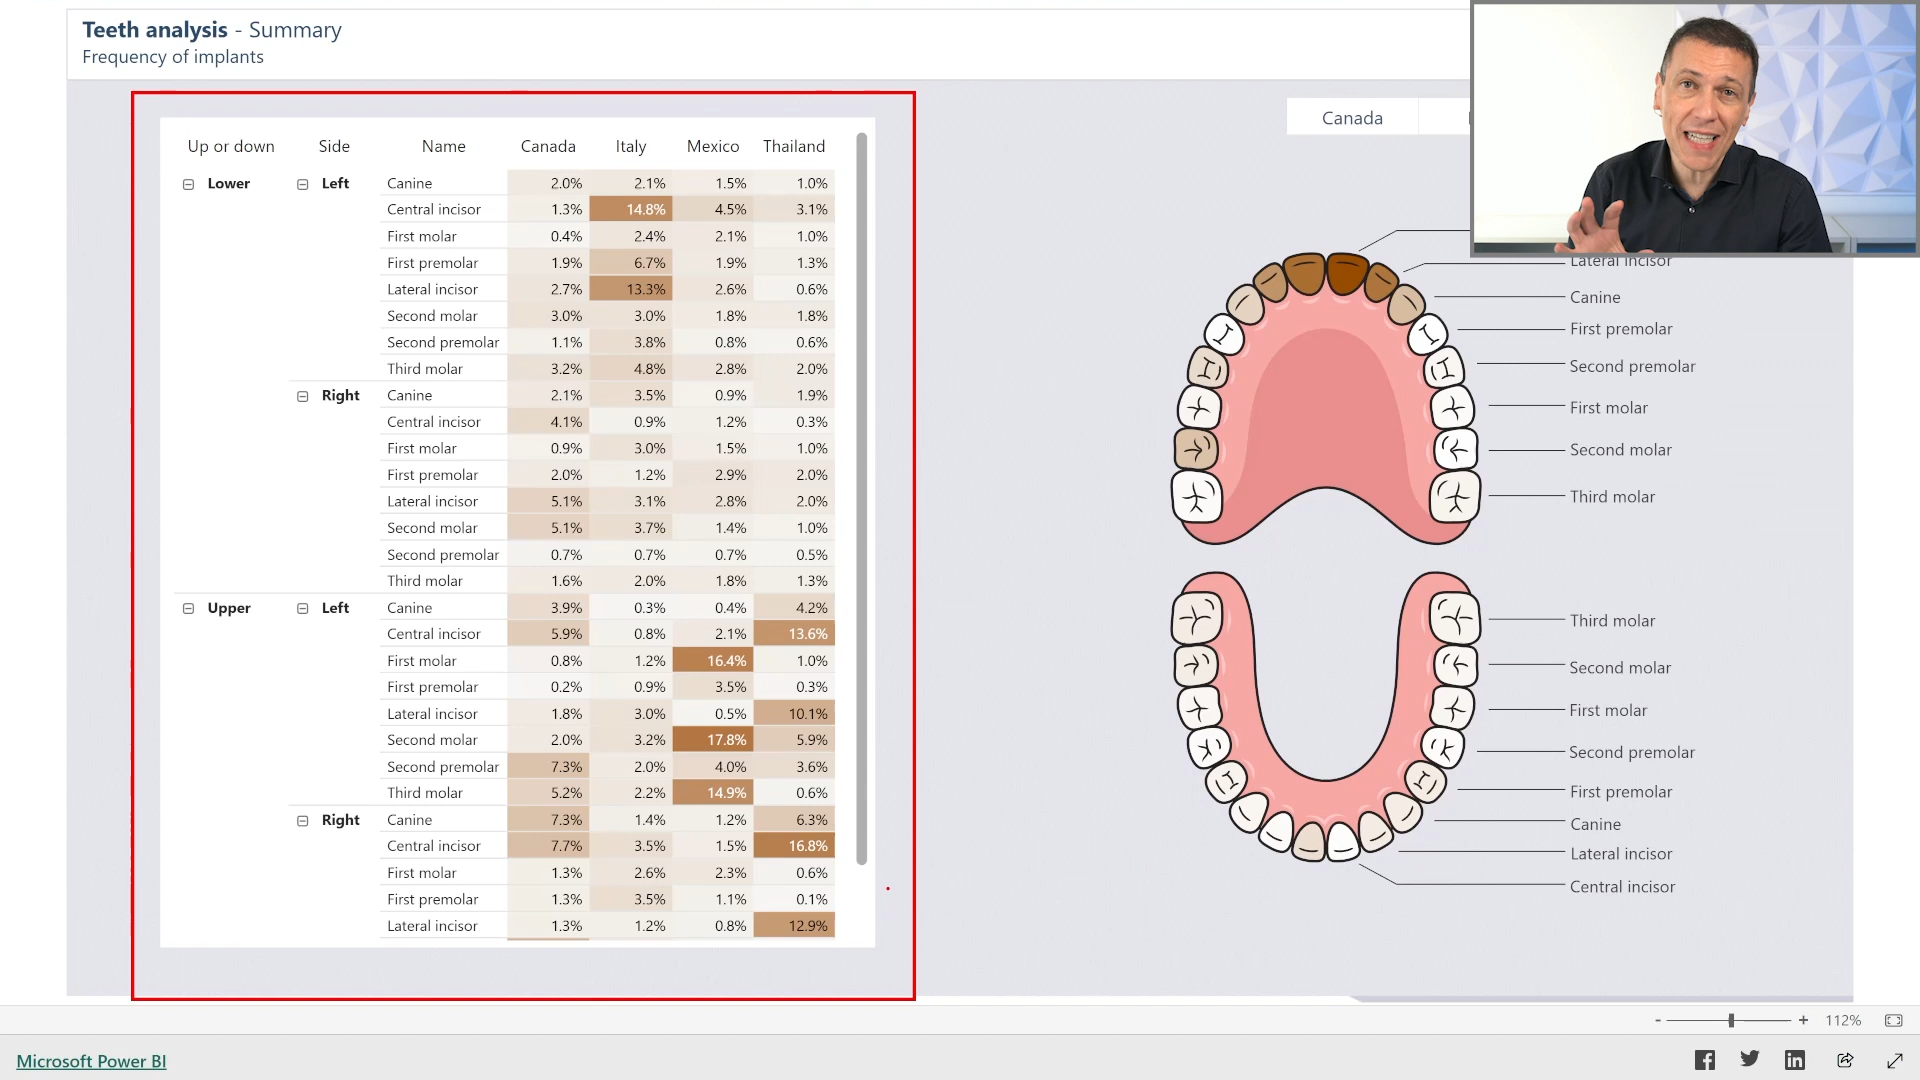 Teeth analysis - Summary
Frequency of implants
Up or down Side Name Canada Italy Mexico Thailand
Lower Left Canine 2.0% 2.1% 1.5% 1.0%
Central incisor 1.3% 14.8% 4.5% 3.1%
First molar 0.4% 2.4% 2.1% 1.0%
First premolar 1.9% 6.7% 1.9% 1.3%
Lateral incisor 2.7% 13.3% 2.6% 0.6%
Second molar 3.0% 3.0% 1.8% 1.8%
Second premolar 1.1% 3.8% 0.8% 0.6%
Third molar 3.2% 4.8% 2.8% 2.0%
Right Canine 2.1% 3.5% 0.9% 1.9%
Central incisor 4.1% 0.9% 1.2% 0.3%
First molar 0.9% 3.0% 1.5% 1.0%
First premolar 2.0% 1.2% 2.9% 2.0%
Lateral incisor 5.1% 3.1% 2.8% 2.0%
Second molar 5.1% 3.7% 1.4% 1.0%
Second premolar 0.7% 0.7% 0.7% 0.5%
Third molar 1.6% 2.0% 1.8% 1.3%
Upper Left Canine 3.9% 0.3% 0.4% 4.2%
Central incisor 5.9% 0.8% 2.1% 13.6%
First molar 0.8% 1.2% 16.4% 1.0%
First premolar 0.2% 0.9% 3.5% 0.3%
Lateral incisor 1.8% 3.0% 0.5% 10.1%
Second molar 2.0% 3.2% 17.8% 5.9%
Second premolar 7.3% 2.0% 4.0% 3.6%
Third molar 5.2% 2.2% 14.9% 0.6%
Right Canine 7.3% 1.4% 1.2% 6.3%
Central incisor 7.7% 3.5% 1.5% 16.8%
First molar 1.3% 2.6% 2.3% 0.6%
First premolar 1.3% 3.5% 1.1% 0.1%
Lateral incisor 1.3% 1.2% 0.8% 12.9%
Canada
Lateral incisor
Canine
First premolar
Second premolar
First molar
Second molar
Third molar
Third molar
Second molar
First molar
Second premolar
First premolar
Canine
Lateral incisor
Central incisor
- + 112%
Microsoft Power BI